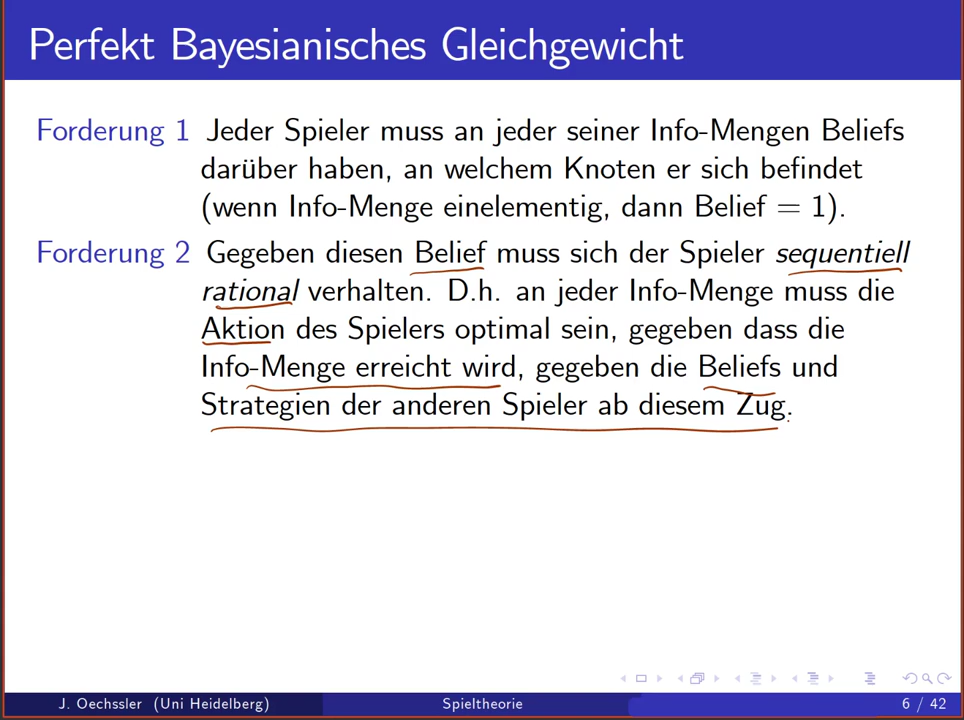 Perfekt Bayesianisches Gleichgewicht
Forderung 1 Jeder Spieler muss an jeder seiner Info-Mengen Beliefs
darüber haben, an welchem Knoten er sich befindet
(wenn Info-Menge einelementig, dann Belief = 1).
Forderung 2 Gegeben diesen Belief muss sich der Spieler sequentiell
rational verhalten. D.h. an jeder Info-Menge muss die
Aktion des Spielers optimal sein, gegeben dass die
Info-Menge erreicht wird, gegeben die Beliefs und
Strategien der anderen Spieler ab diesem Zug.
J. Oechssler (Uni Heidelberg) Spieltheorie 6 / 42